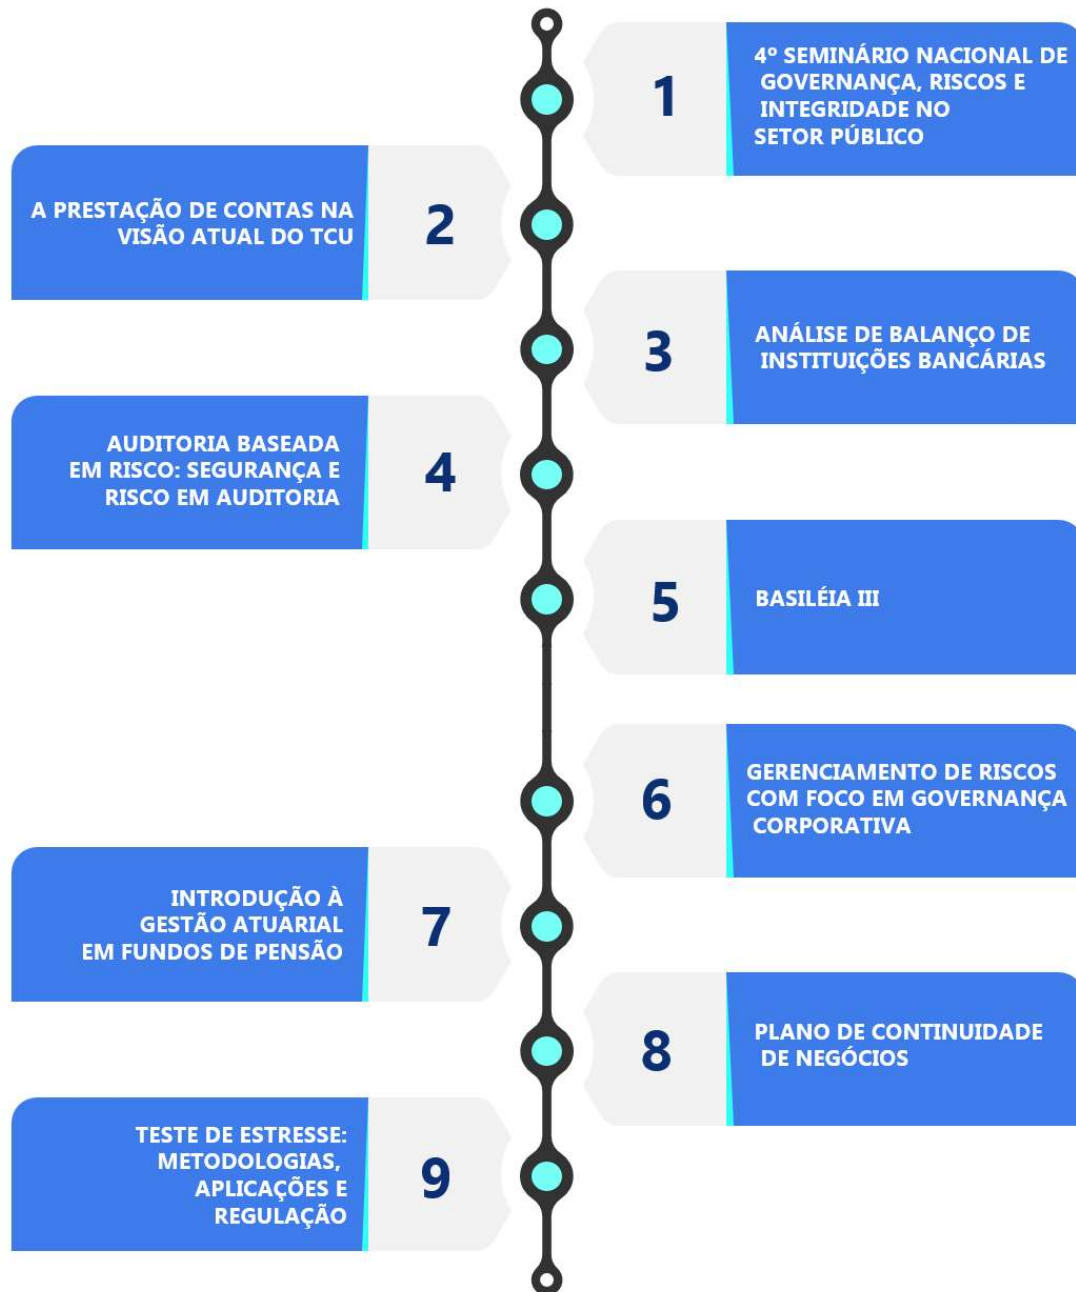 1
4º SEMINÁRIO NACIONAL DE
GOVERNANÇA, RISCOS E
INTEGRIDADE NO
SETOR PÚBLICO
2
A PRESTAÇÃO DE CONTAS NA
VISÃO ATUAL DO TCU
3
ANÁLISE DE BALANÇO DE
INSTITUIÇÕES BANCÁRIAS
4
AUDITORIA BASEADA
EM RISCO: SEGURANÇA E
RISCO EM AUDITORIA
5
BASILÉIA III
6
GERENCIAMENTO DE RISCOS
COM FOCO EM GOVERNANÇA
CORPORATIVA
7
INTRODUÇÃO À
GESTÃO ATUARIAL
EM FUNDOS DE PENSÃO
8
PLANO DE CONTINUIDADE
DE NEGÓCIOS
9
TESTE DE ESTRESSE:
METODOLOGIAS,
APLICAÇÕES E
REGULAÇÃO